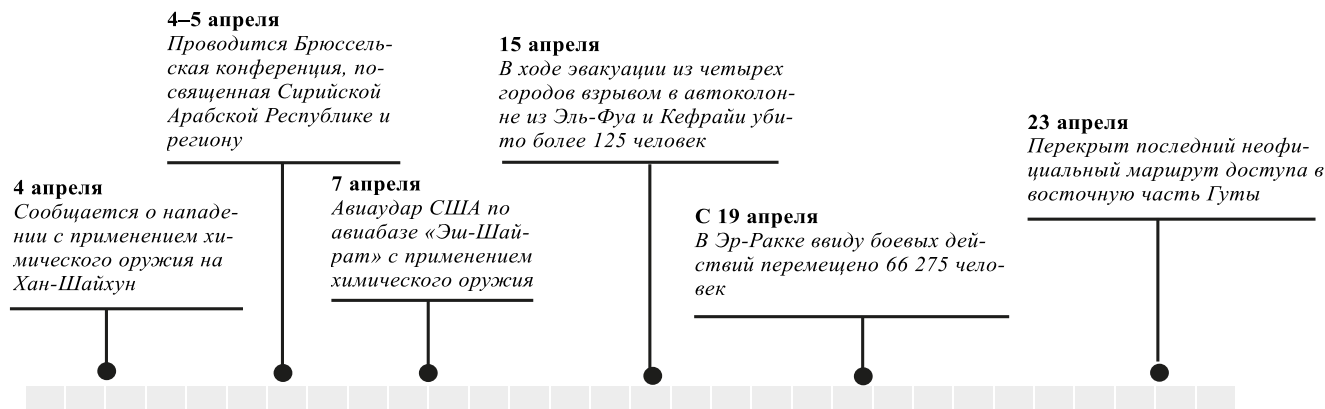 4–5 апреля
Проводится Брюссель-
ская конференция, по-
священная Сирийской
Арабской Республике и
региону
15 апреля
В ходе эвакуации из четырех
городов взрывом в автоколон-
не из Эль-Фуа и Кефрайи уби-
то более 125 человек
23 апреля
Перекрыт последний неофи-
циальный маршрут доступа в
восточную часть Гуты
4 апреля
Сообщается о нападе-
нии с применением хи-
мического оружия на
Хан-Шайхун
7 апреля
Авиаудар США по
авиабазе «Эш-Шай-
рат» с применением
химического оружия
С 19 апреля
В Эр-Ракке ввиду боевых дей-
ствий перемещено 66 275 чело-
век